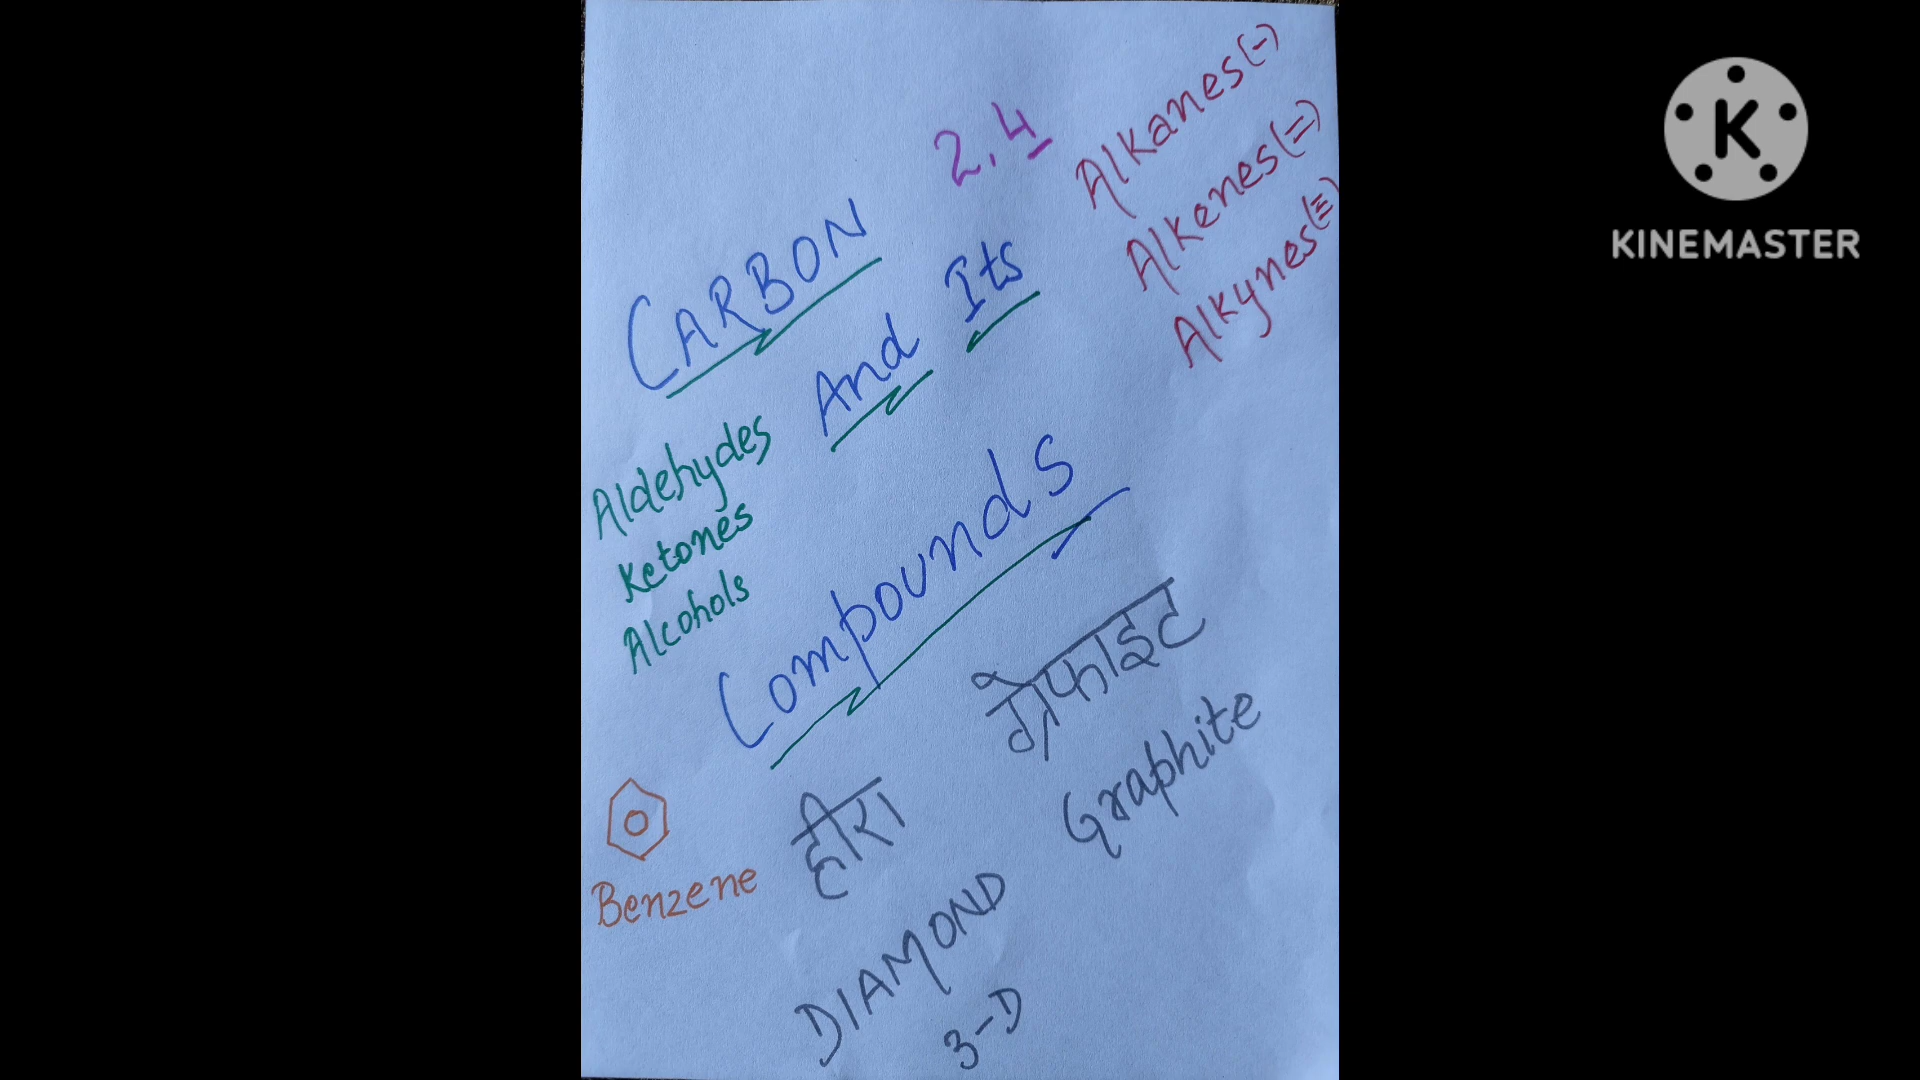 2.4
Alkanes(-)
Alkenes(=)
Alkynes(≡)
CARBON
And Its
Compounds
Aldehydes
Ketones
Alcohols
ग्रेफाइट
Graphite
हीरा
DIAMOND
3-D
Benzene
K
KINEMASTER